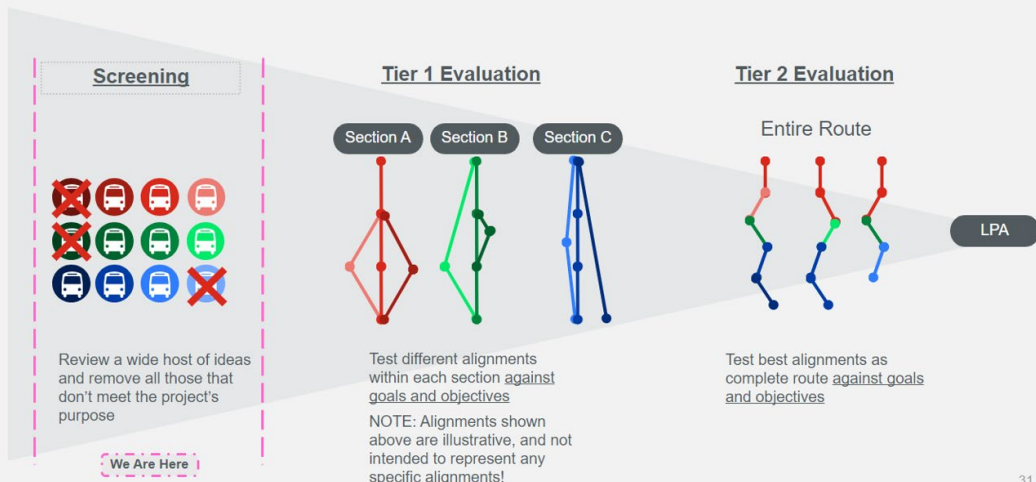 Screening
Tier 1 Evaluation
Tier 2 Evaluation
Section A
Section B
Section C
Entire Route
LPA
Review a wide host of ideas
and remove all those that
don't meet the project's
purpose
Test different alignments
within each section against
goals and objectives
NOTE: Alignments shown
above are illustrative, and not
intended to represent any
specific alignments!
Test best alignments as
complete route against goals
and objectives
We Are Here
31